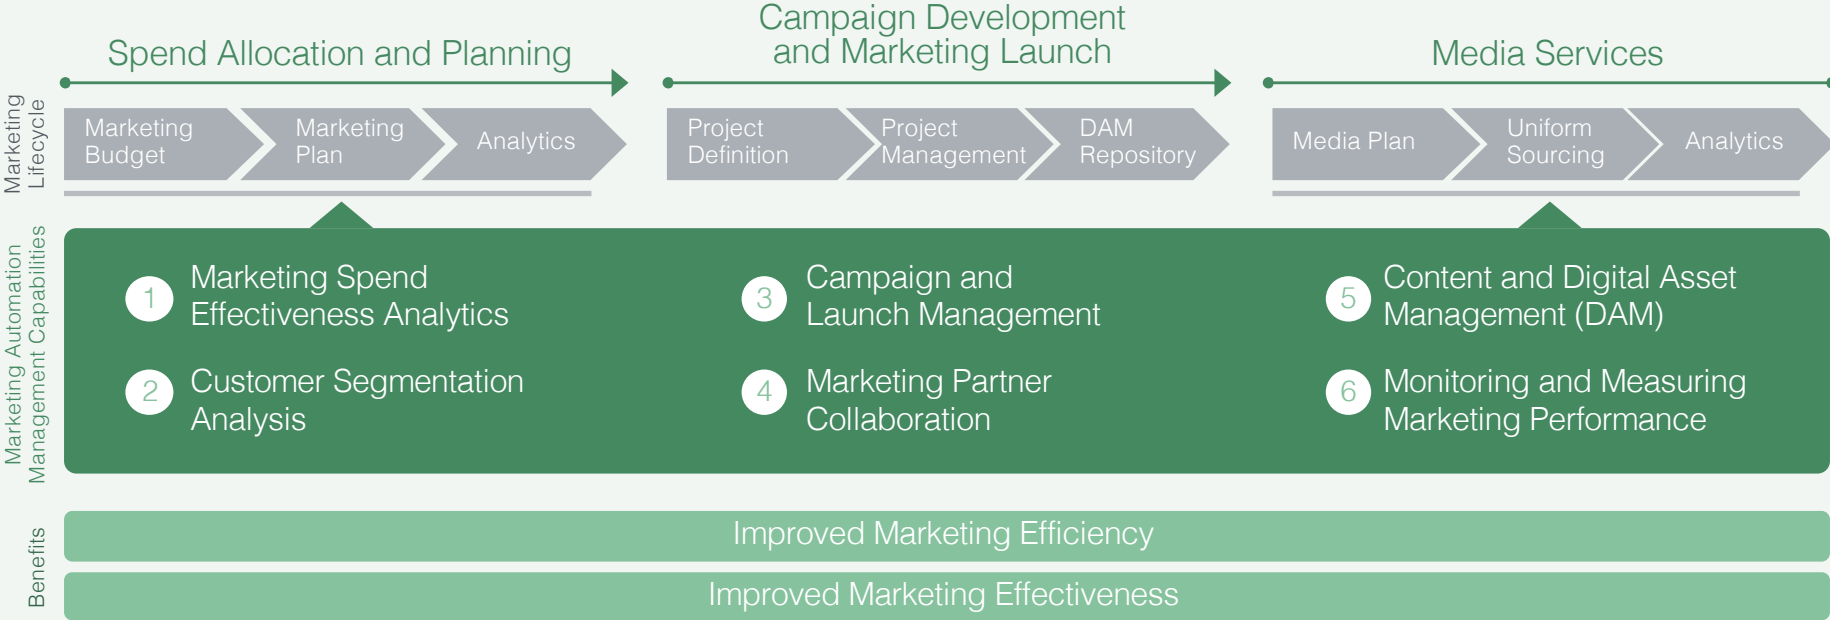 Spend Allocation and Planning
Campaign Development
and Marketing Launch
Media Services
Marketing
Lifecycle
Marketing
Budget
Marketing
Plan
Analytics
Project
Definition
Project
Management
DAM
Repository
Media Plan
Uniform
Sourcing
Analytics
Marketing Automation
Management Capabilities
1
Marketing Spend
Effectiveness Analytics
2
Customer Segmentation
Analysis
3
Campaign and
Launch Management
4
Marketing Partner
Collaboration
5
Content and Digital Asset
Management (DAM)
6
Monitoring and Measuring
Marketing Performance
Benefits
Improved Marketing Efficiency
Improved Marketing Effectiveness